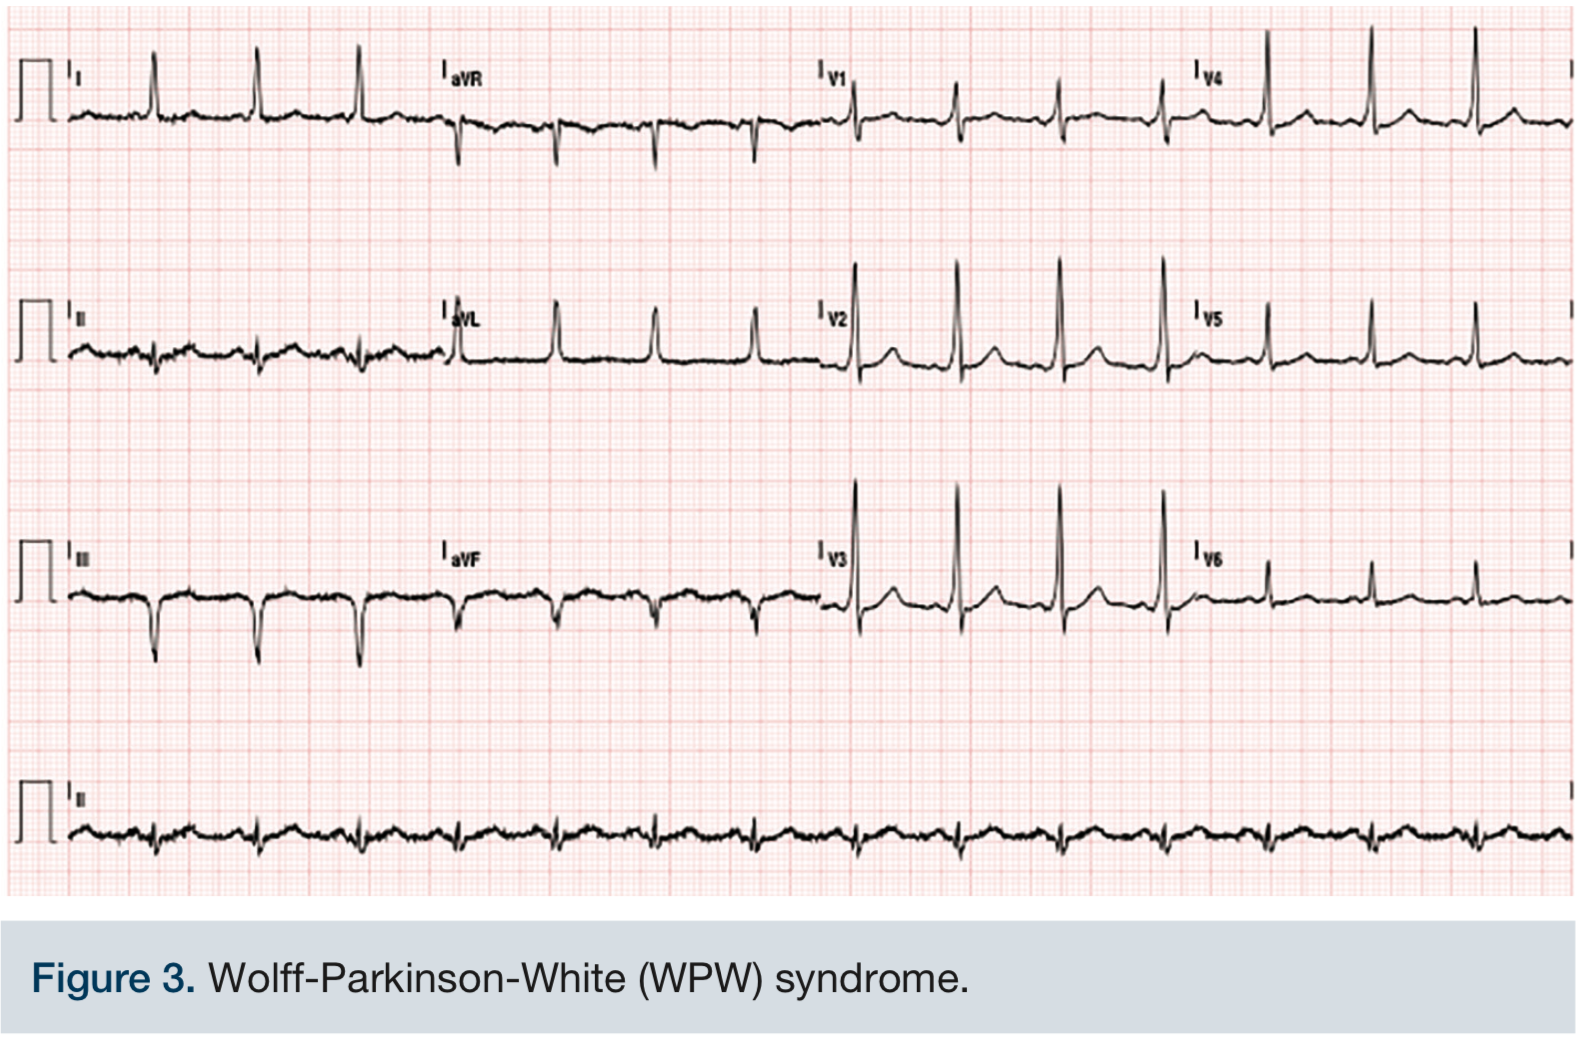 I aVR V1 V4
II aVL V2 V5
III aVF V3 V6
II
Figure 3. Wolff-Parkinson-White (WPW) syndrome.